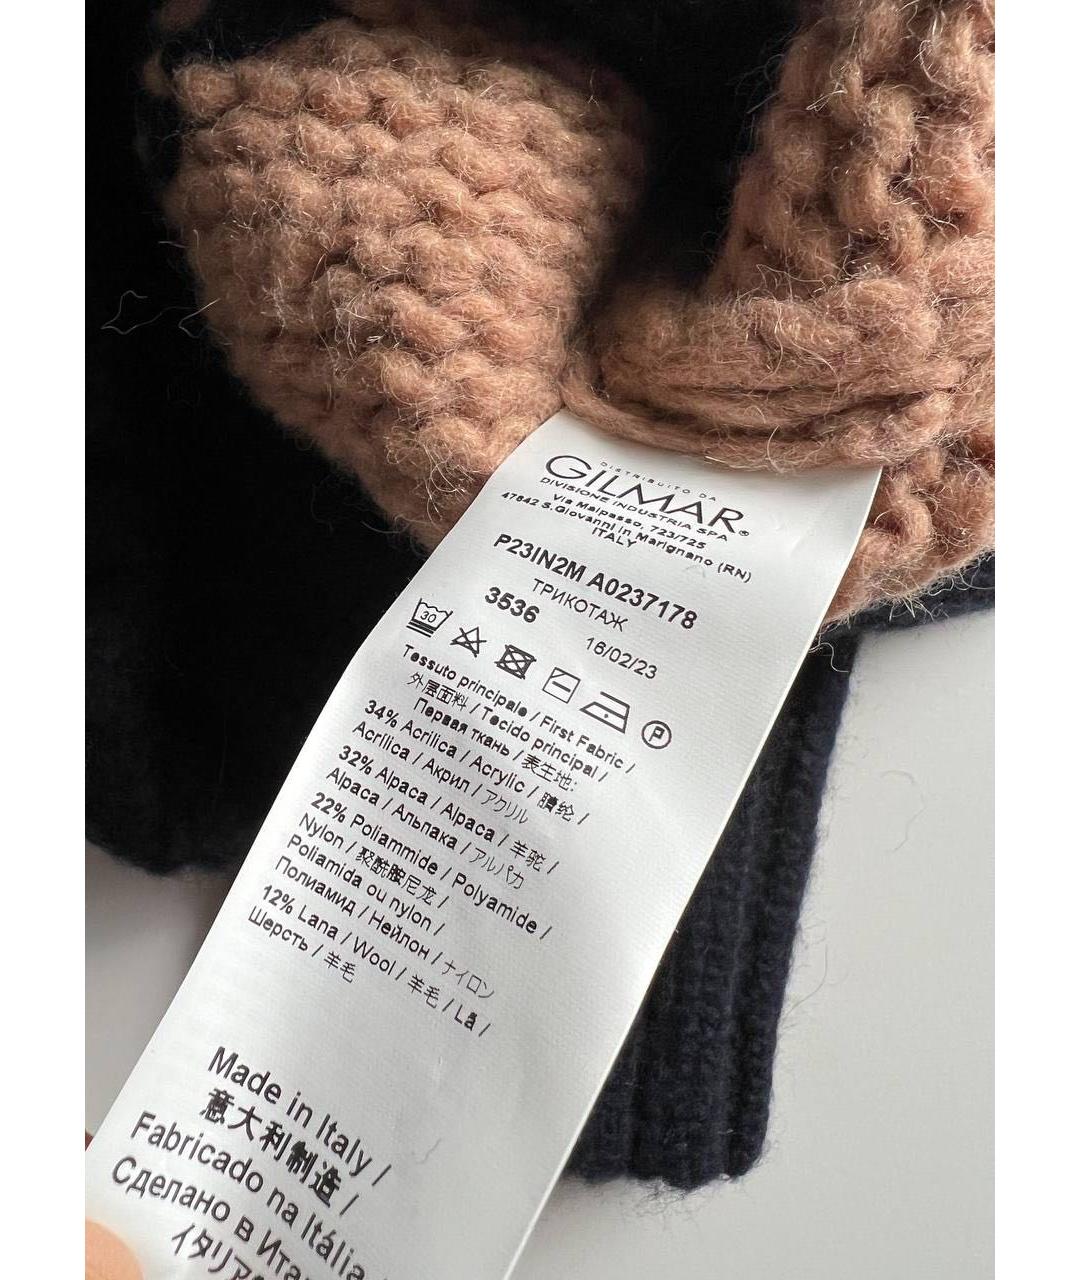 DISTRIBUITO DA
GILMAR®
DIVISIONE INDUSTRIA SPA
Via Malpasso, 723/725
47842 S.Giovanni in Marignano (RN)
ITALY
P23IN2M A0237178
ТРИКОТАЖ
3536 16/02/23
30 P
Tessuto principale / First Fabric /
外层面料 / Tecido principal /
Первая ткань / 表生地:
34% Acrilica / Acrylic / 腈纶 /
Acrílica / Акрил / アクリル
32% Alpaca / Alpaca / 羊驼 /
Alpaca / Альпака / アルパカ
22% Poliammide / Polyamide /
Nylon / 聚酰胺尼龙 /
Poliamida ou nylon /
Полиамид / Нейлон / ナイロン
12% Lana / Wool / 羊毛 / Lã /
Шерсть / 羊毛
Made in Italy /
意大利制造 /
Fabricado na Itália
Сделано в Ита
イタリア